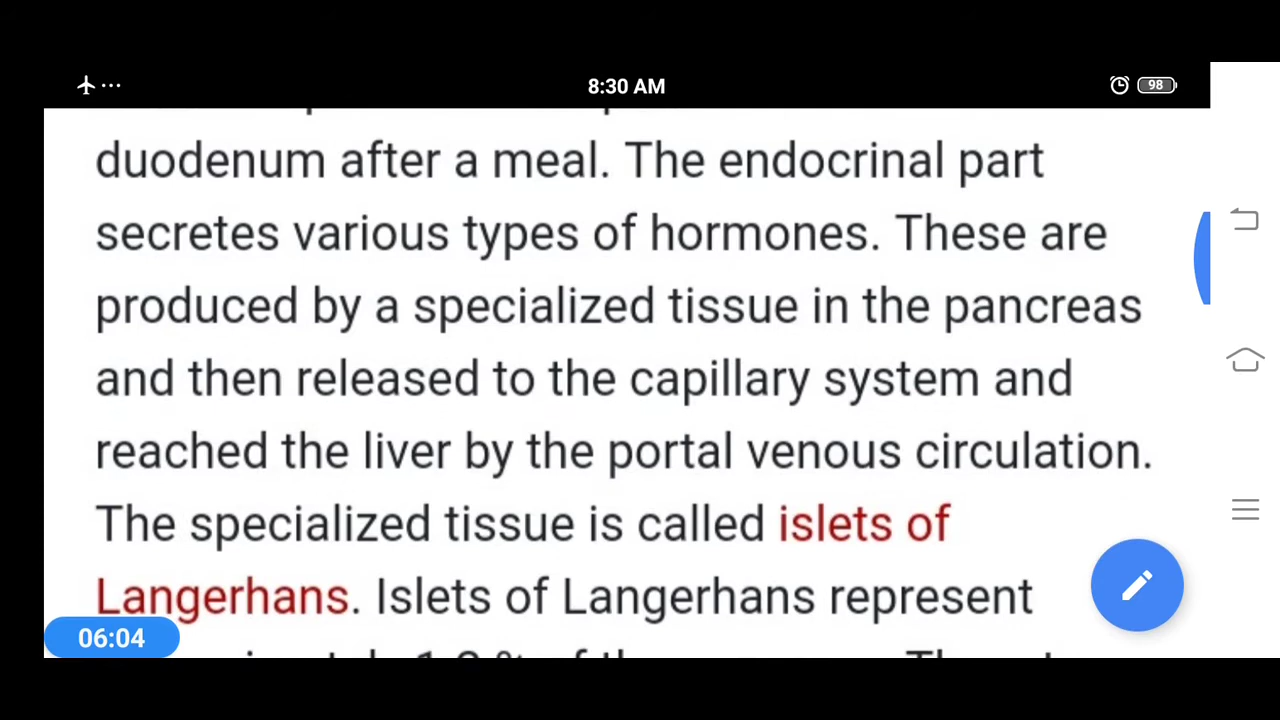 8:30 AM
98
duodenum after a meal. The endocrinal part
secretes various types of hormones. These are
produced by a specialized tissue in the pancreas
and then released to the capillary system and
reached the liver by the portal venous circulation.
The specialized tissue is called islets of
Langerhans. Islets of Langerhans represent
06:04